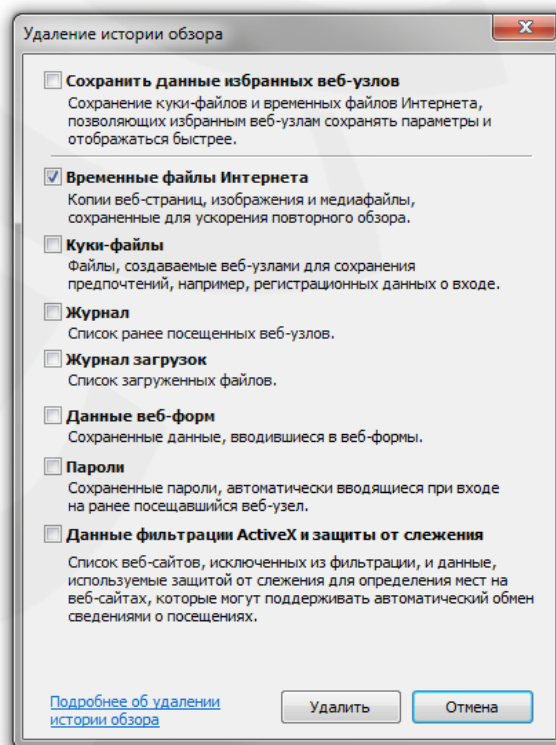 Удаление истории обзора
Сохранить данные избранных веб-узлов
Сохранение куки-файлов и временных файлов Интернета,
позволяющих избранным веб-узлам сохранять параметры и
отображаться быстрее.
Временные файлы Интернета
Копии веб-страниц, изображения и медиафайлы,
сохраненные для ускорения повторного обзора.
Куки-файлы
Файлы, создаваемые веб-узлами для сохранения
предпочтений, например, регистрационных данных о входе.
Журнал
Список ранее посещенных веб-узлов.
Журнал загрузок
Список загруженных файлов.
Данные веб-форм
Сохраненные данные, вводившиеся в веб-формы.
Пароли
Сохраненные пароли, автоматически вводящиеся при входе
на ранее посещавшийся веб-узел.
Данные фильтрации ActiveX и защиты от слежения
Список веб-сайтов, исключенных из фильтрации, и данные,
используемые защитой от слежения для определения мест на
веб-сайтах, которые могут поддерживать автоматический обмен
сведениями о посещениях.
Подробнее об удалении
истории обзора
Удалить
Отмена